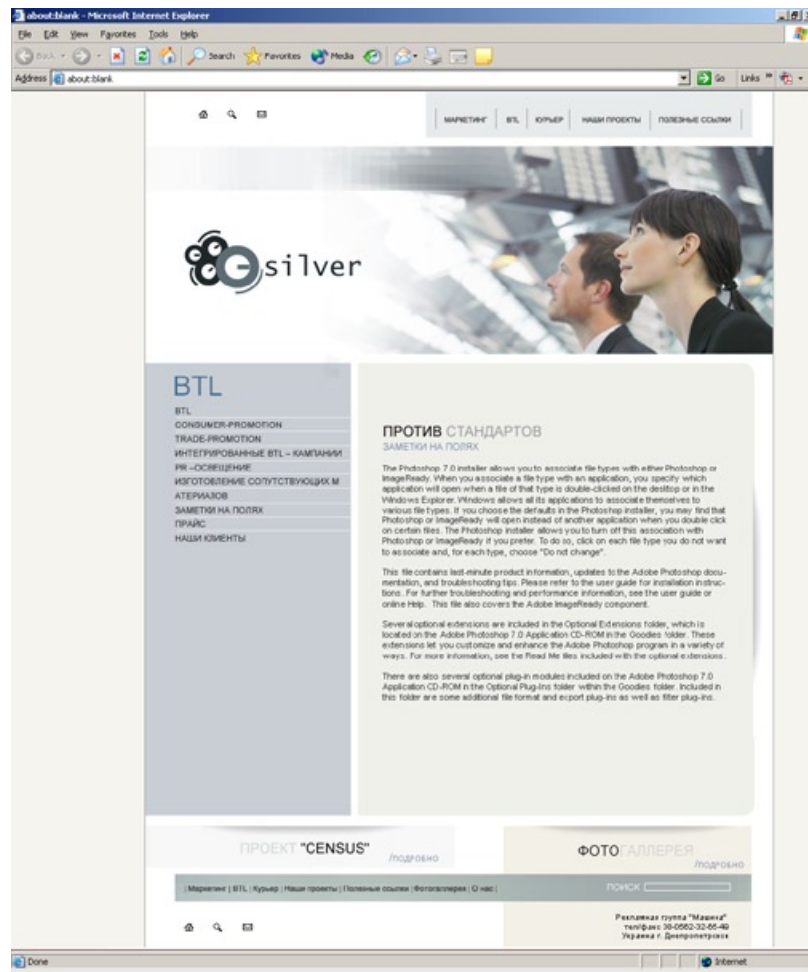 about:blank - Microsoft Internet Explorer
File Edit View Favorites Tools Help
Back Search Favorites Media
Address about:blank Go Links »
МАРКЕТИНГ | BTL | КУРЬЕР | НАШИ ПРОЕКТЫ | ПОЛЕЗНЫЕ ССЫЛКИ
silver
BTL
BTL
CONSUMER-PROMOTION
TRADE-PROMOTION
ИНТЕГРИРОВАННЫЕ BTL – КАМПАНИИ
PR –ОСВЕЩЕНИЕ
ИЗГОТОВЛЕНИЕ СОПУТСТВУЮЩИХ М
АТЕРИАЛОВ
ЗАМЕТКИ НА ПОЛЯХ
ПРАЙС
НАШИ КЛИЕНТЫ
ПРОТИВ СТАНДАРТОВ
ЗАМЕТКИ НА ПОЛЯХ
The Photoshop 7.0 installer allows you to associate file types with either Photoshop or
ImageReady. When you associate a file type with an application, you specify which
application will open when a file of that type is double-clicked on the desktop or in the
Windows Explorer. Windows allows all its applications to associate themselves to
various file types. If you choose the defaults in the Photoshop installer, you may find that
Photoshop or ImageReady will open instead of another application when you double click
on certain files. The Photoshop installer allows you to turn off this association with
Photoshop or ImageReady if you prefer. To do so, click on each file type you do not want
to associate and, for each type, choose "Do not change".
This file contains last-minute product information, updates to the Adobe Photoshop docu-
mentation, and troubleshooting tips. Please refer to the user guide for installation instruc-
tions. For further troubleshooting and performance information, see the user guide or
online Help. This file also covers the Adobe ImageReady component.
Several optional extensions are included in the Optional Extensions folder, which is
located on the Adobe Photoshop 7.0 Application CD-ROM in the Goodies folder. These
extensions let you customize and enhance the Adobe Photoshop program in a variety of
ways. For more information, see the Read Me files included with the optional extensions.
There are also several optional plug-in modules included on the Adobe Photoshop 7.0
Application CD-ROM in the Optional Plug-Ins folder within the Goodies folder. Included in
this folder are some additional file format and export plug-ins as well as filter plug-ins.
ПРОЕКТ "CENSUS"
/ПОДРОБНО
ФОТОГАЛЛЕРЕЯ
/ПОДРОБНО
| Маркетинг | BTL | Курьер | Наши проекты | Полезные ссылки | Фотогаллерея | О нас |
ПОИСК
Рекламная группа "Машина"
тел/факс 38-0562-32-65-49
Украина г. Днепропетровск
Done Internet